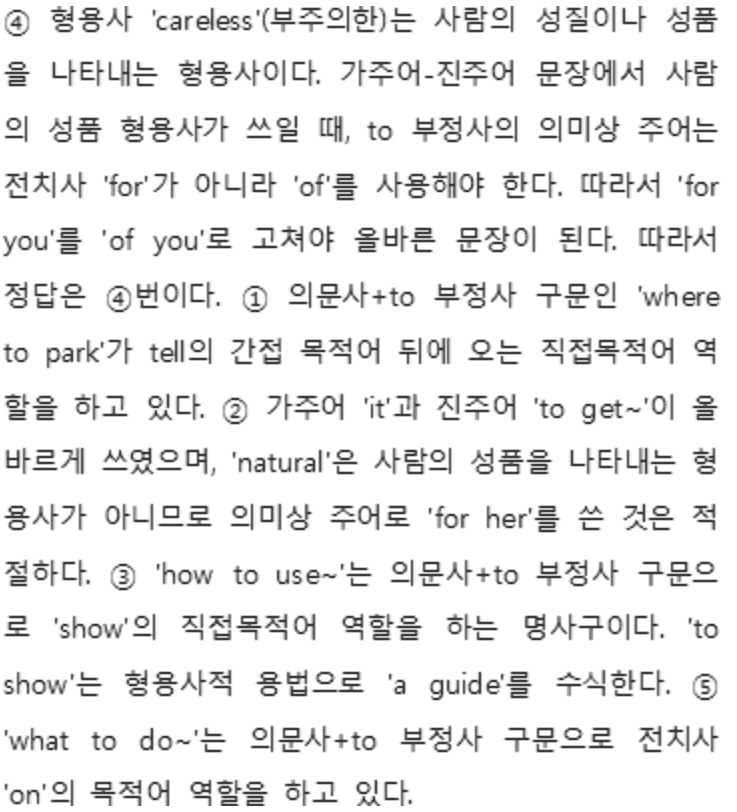 ④ 형용사 'careless'(부주의한)는 사람의 성질이나 성품
을 나타내는 형용사이다. 가주어-진주어 문장에서 사람
의 성품 형용사가 쓰일 때, to 부정사의 의미상 주어는
전치사 'for'가 아니라 'of'를 사용해야 한다. 따라서 'for
you'를 'of you'로 고쳐야 올바른 문장이 된다. 따라서
정답은 ④번이다. ① 의문사+to 부정사 구문인 'where
to park'가 tell의 간접 목적어 뒤에 오는 직접목적어 역
할을 하고 있다. ② 가주어 'it'과 진주어 'to get~'이 올
바르게 쓰였으며, 'natural'은 사람의 성품을 나타내는 형
용사가 아니므로 의미상 주어로 'for her'를 쓴 것은 적
절하다. ③ 'how to use~'는 의문사+to 부정사 구문으
로 'show'의 직접목적어 역할을 하는 명사구이다. 'to
show'는 형용사적 용법으로 'a guide'를 수식한다. ⑤
'what to do~'는 의문사+to 부정사 구문으로 전치사
'on'의 목적어 역할을 하고 있다.